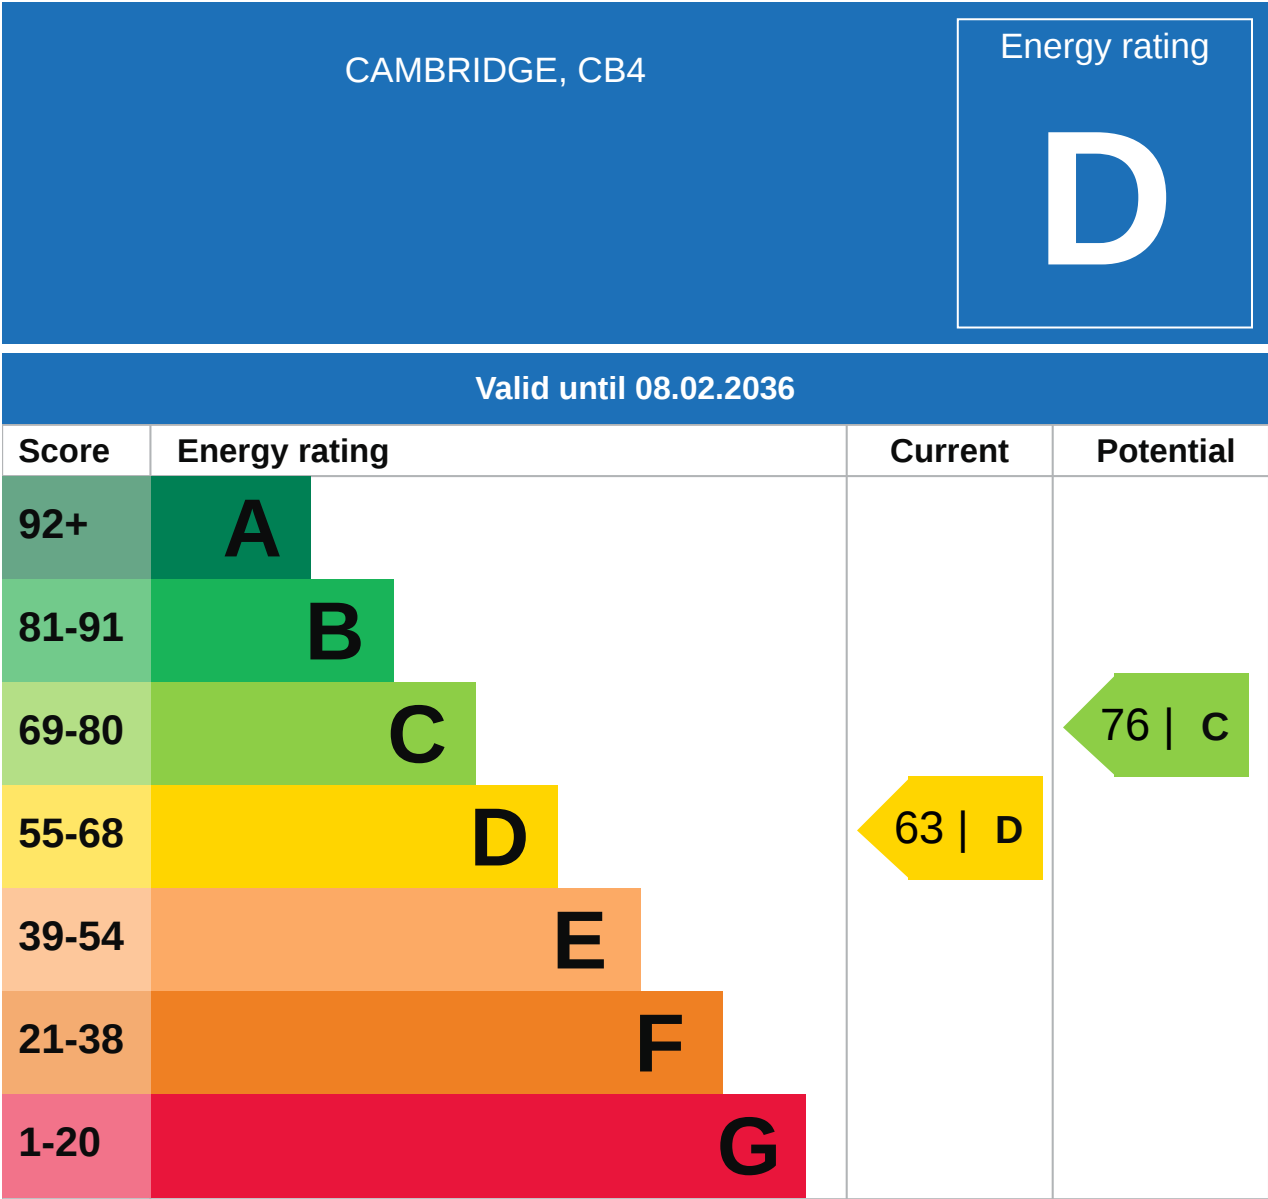 CAMBRIDGE, CB4
Energy rating
D
Valid until 08.02.2036
Score Energy rating Current Potential
92+ A
81-91 B
69-80 C 76 | C
55-68 D 63 | D
39-54 E
21-38 F
1-20 G